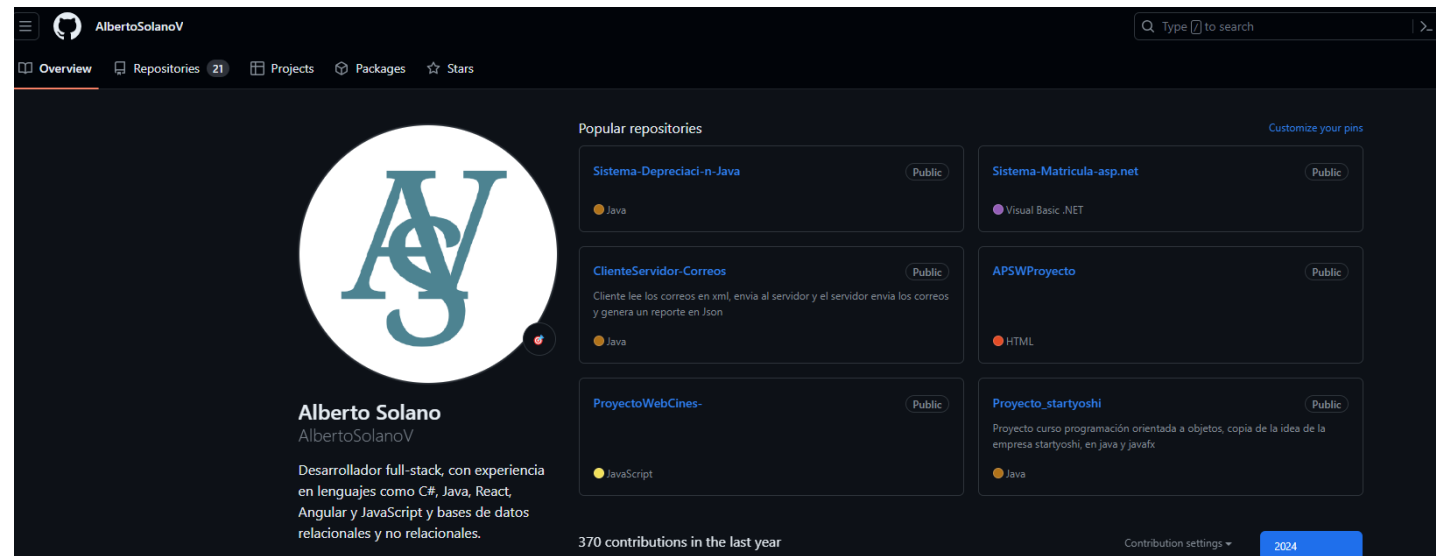 AlbertoSolanoV
Type / to search
Overview
Repositories 21
Projects
Packages
Stars
AVS
Alberto Solano
AlbertoSolanoV
Desarrollador full-stack, con experiencia
en lenguajes como C#, Java, React,
Angular y JavaScript y bases de datos
relacionales y no relacionales.
Popular repositories
Customize your pins
Sistema-Depreciaci-n-Java
Public
Java
Sistema-Matricula-asp.net
Public
Visual Basic .NET
ClienteServidor-Correos
Public
Cliente lee los correos en xml, envia al servidor y el servidor envia los correos
y genera un reporte en Json
Java
APSWProyecto
Public
HTML
ProyectoWebCines-
Public
JavaScript
Proyecto_startyoshi
Public
Proyecto curso programación orientada a objetos, copia de la idea de la
empresa startyoshi, en java y javafx
Java
370 contributions in the last year
Contribution settings
2024